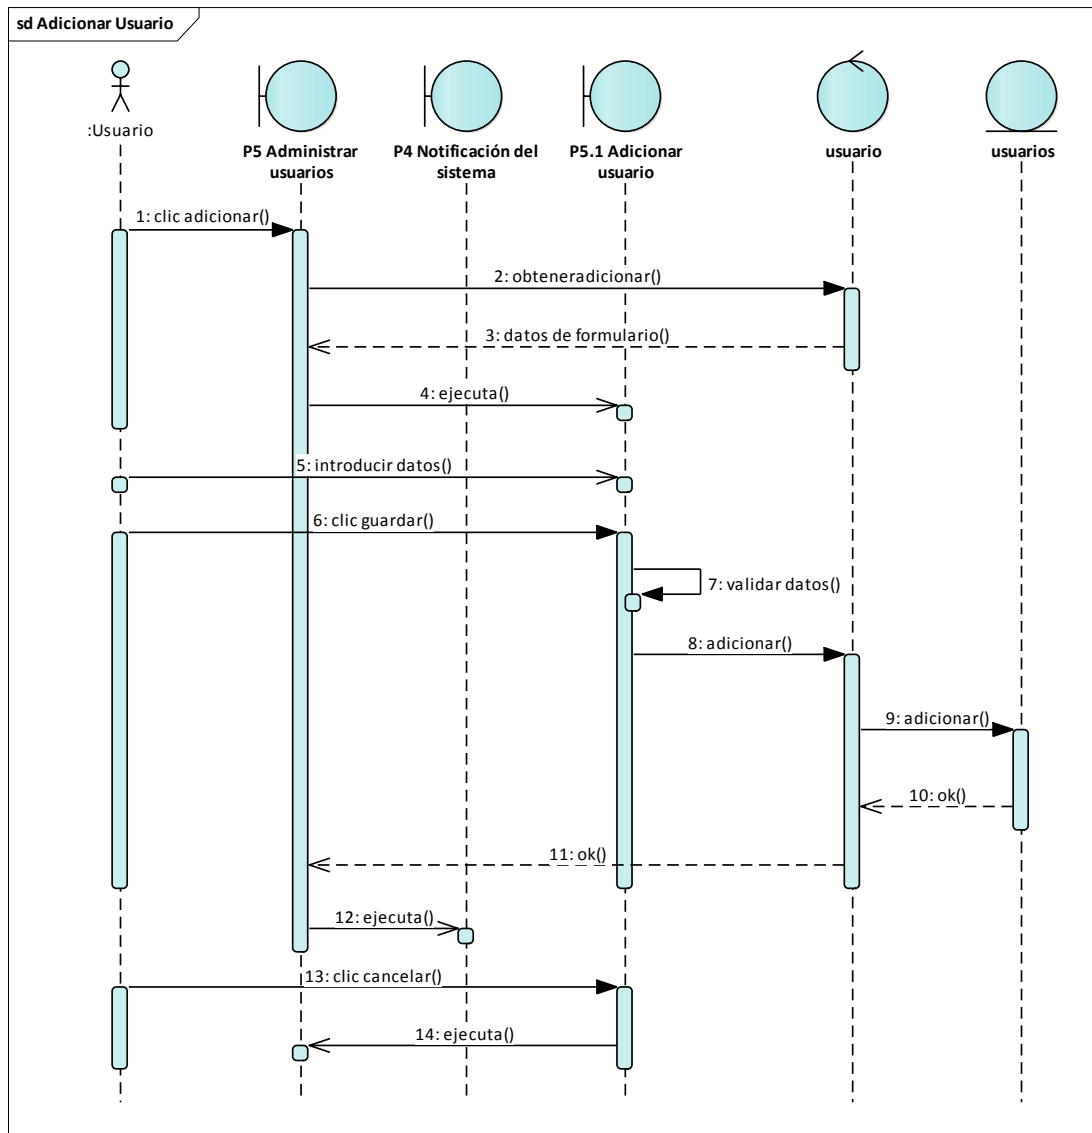 sd Adicionar Usuario
:Usuario
P5 Administrar
usuarios
P4 Notificación del
sistema
P5.1 Adicionar
usuario
usuario
usuarios
1: clic adicionar()
2: obteneradicionar()
3: datos de formulario()
4: ejecuta()
5: introducir datos()
6: clic guardar()
7: validar datos()
8: adicionar()
9: adicionar()
10: ok()
11: ok()
12: ejecuta()
13: clic cancelar()
14: ejecuta()